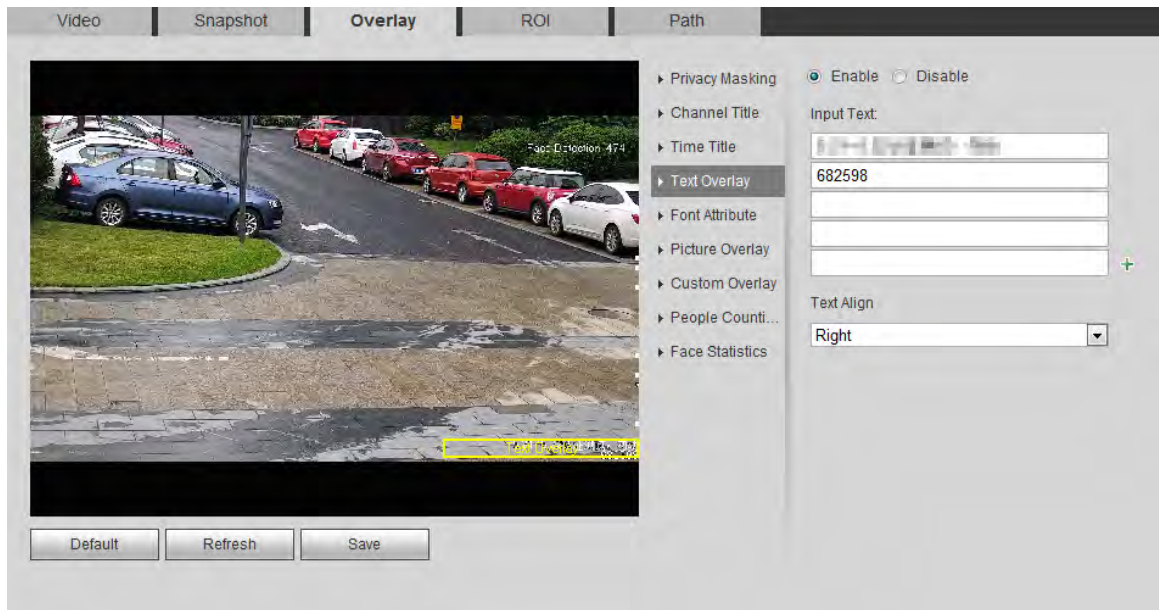 Video Snapshot Overlay ROI Path
Privacy Masking
Channel Title
Time Title
Text Overlay
Font Attribute
Picture Overlay
Custom Overlay
People Counti...
Face Statistics
Enable Disable
Input Text:
682598
Text Align
Right
Face Detection 474
Text Overlay
Default Refresh Save